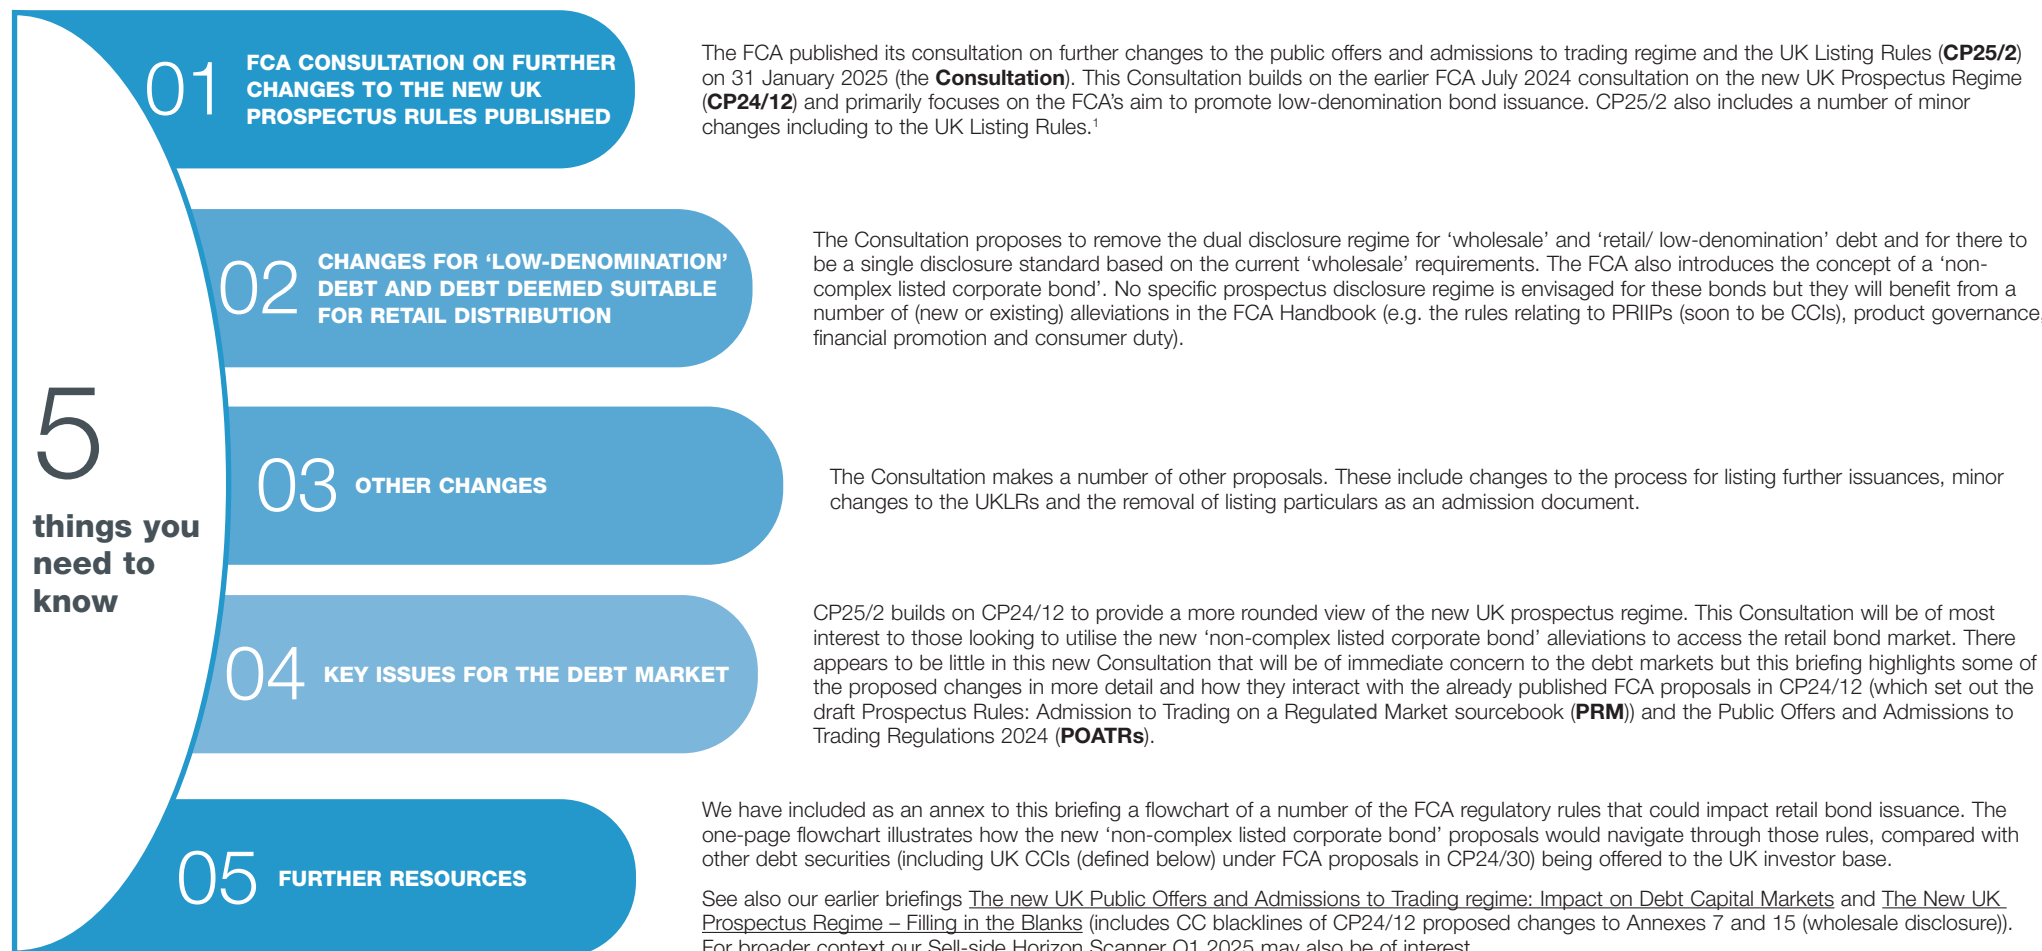 5
things you
need to
know
01
FCA CONSULTATION ON FURTHER
CHANGES TO THE NEW UK
PROSPECTUS RULES PUBLISHED
The FCA published its consultation on further changes to the public offers and admissions to trading regime and the UK Listing Rules (CP25/2)
on 31 January 2025 (the Consultation). This Consultation builds on the earlier FCA July 2024 consultation on the new UK Prospectus Regime
(CP24/12) and primarily focuses on the FCA's aim to promote low-denomination bond issuance. CP25/2 also includes a number of minor
changes including to the UK Listing Rules.1
02
CHANGES FOR 'LOW-DENOMINATION'
DEBT AND DEBT DEEMED SUITABLE
FOR RETAIL DISTRIBUTION
The Consultation proposes to remove the dual disclosure regime for 'wholesale' and 'retail/ low-denomination' debt and for there to
be a single disclosure standard based on the current 'wholesale' requirements. The FCA also introduces the concept of a 'non-
complex listed corporate bond'. No specific prospectus disclosure regime is envisaged for these bonds but they will benefit from a
number of (new or existing) alleviations in the FCA Handbook (e.g. the rules relating to PRIIPs (soon to be CCIs), product governance,
financial promotion and consumer duty).
03
OTHER CHANGES
The Consultation makes a number of other proposals. These include changes to the process for listing further issuances, minor
changes to the UKLRs and the removal of listing particulars as an admission document.
04
KEY ISSUES FOR THE DEBT MARKET
CP25/2 builds on CP24/12 to provide a more rounded view of the new UK prospectus regime. This Consultation will be of most
interest to those looking to utilise the new 'non-complex listed corporate bond' alleviations to access the retail bond market. There
appears to be little in this new Consultation that will be of immediate concern to the debt markets but this briefing highlights some of
the proposed changes in more detail and how they interact with the already published FCA proposals in CP24/12 (which set out the
draft Prospectus Rules: Admission to Trading on a Regulated Market sourcebook (PRM)) and the Public Offers and Admissions to
Trading Regulations 2024 (POATRs).
05
FURTHER RESOURCES
We have included as an annex to this briefing a flowchart of a number of the FCA regulatory rules that could impact retail bond issuance. The
one-page flowchart illustrates how the new 'non-complex listed corporate bond' proposals would navigate through those rules, compared with
other debt securities (including UK CCIs (defined below) under FCA proposals in CP24/30) being offered to the UK investor base.
See also our earlier briefings The new UK Public Offers and Admissions to Trading regime: Impact on Debt Capital Markets and The New UK
Prospectus Regime – Filling in the Blanks (includes CC blacklines of CP24/12 proposed changes to Annexes 7 and 15 (wholesale disclosure)).
For broader context our Sell-side Horizon Scanner Q1 2025 may also be of interest.